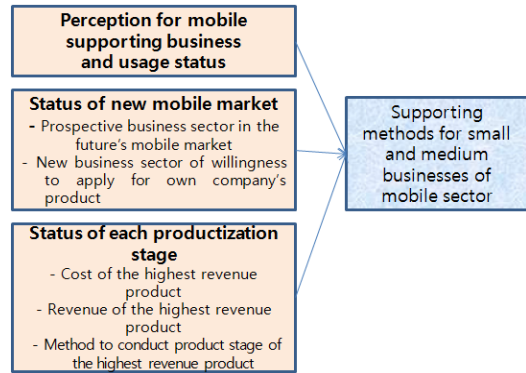 Perception for mobile
supporting business
and usage status
Status of new mobile market
- Prospective business sector in the
future's mobile market
- New business sector of willingness
to apply for own company's
product
Status of each productization
stage
- Cost of the highest revenue
product
- Revenue of the highest revenue
product
- Method to conduct product stage of
the highest revenue product
Supporting
methods for small
and medium
businesses of
mobile sector